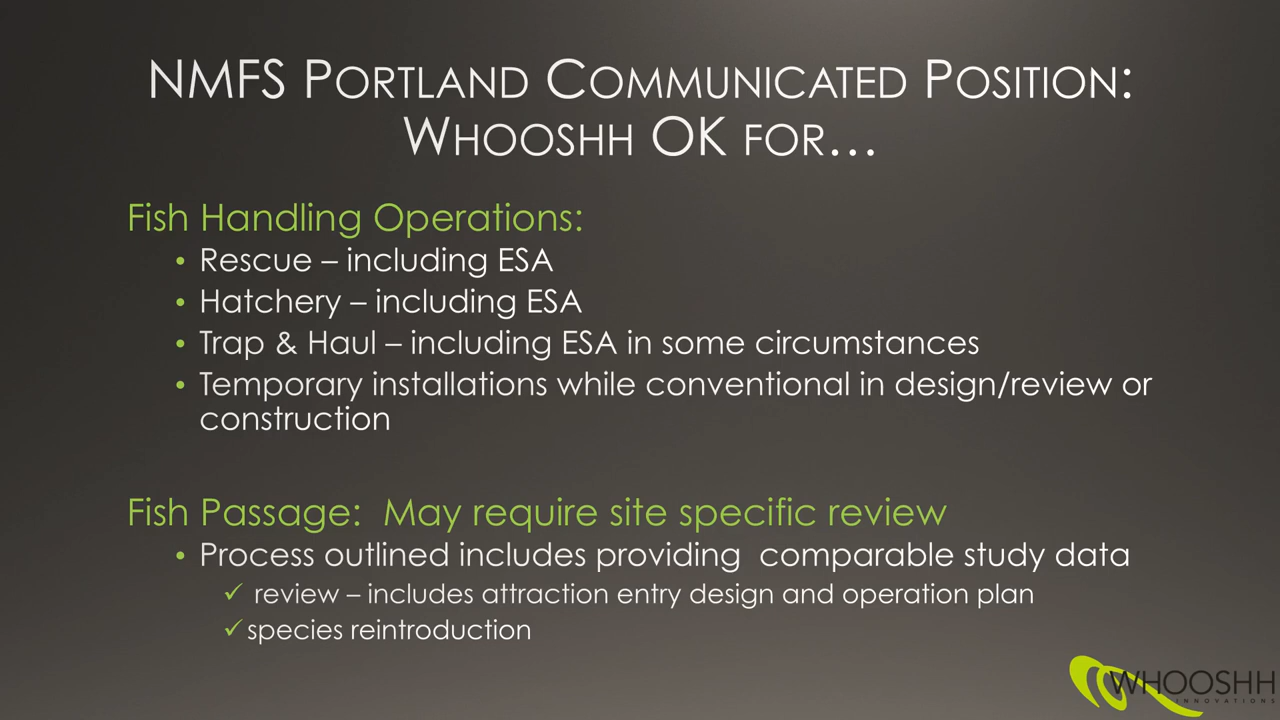 NMFS PORTLAND COMMUNICATED POSITION:
WHOOSHH OK FOR...
Fish Handling Operations:
• Rescue – including ESA
• Hatchery – including ESA
• Trap & Haul – including ESA in some circumstances
• Temporary installations while conventional in design/review or
construction
Fish Passage: May require site specific review
• Process outlined includes providing comparable study data
✓ review – includes attraction entry design and operation plan
✓ species reintroduction
WHOOSHH
INNOVATIONS